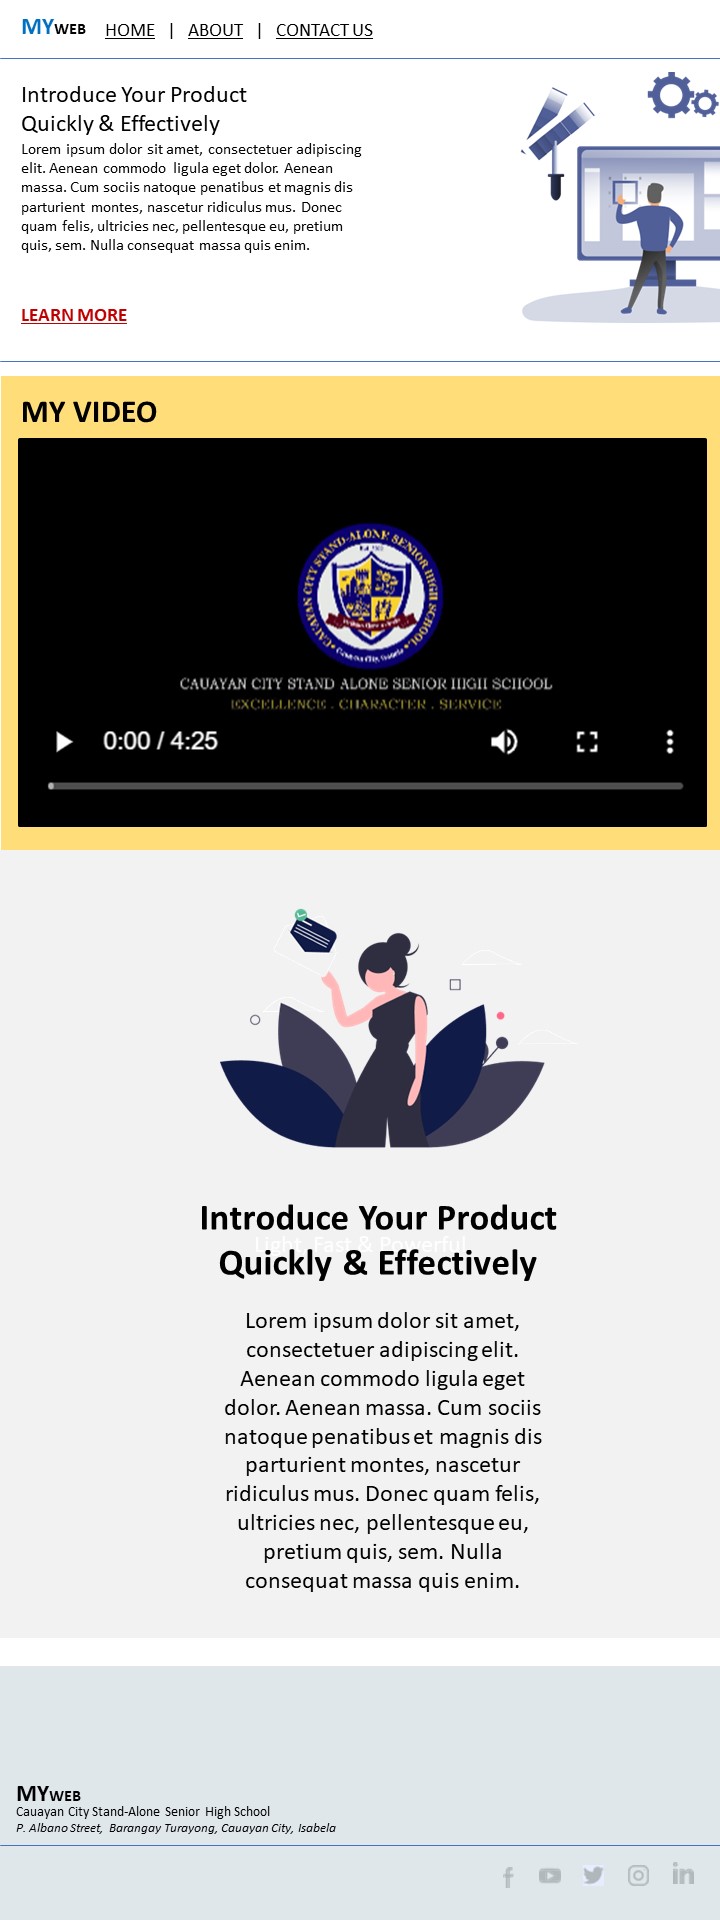 MYWEB HOME | ABOUT | CONTACT US
Introduce Your Product
Quickly & Effectively
Lorem ipsum dolor sit amet, consectetuer adipiscing
elit. Aenean commodo ligula eget dolor. Aenean
massa. Cum sociis natoque penatibus et magnis dis
parturient montes, nascetur ridiculus mus. Donec
quam felis, ultricies nec, pellentesque eu, pretium
quis, sem. Nulla consequat massa quis enim.
LEARN MORE
MY VIDEO
CAUAYAN CITY STAND-ALONE SENIOR HIGH SCHOOL
Cauayan City, Isabela
CAUAYAN CITY STAND ALONE SENIOR HIGH SCHOOL
EXCELLENCE . CHARACTER . SERVICE
0:00 / 4:25
Introduce Your Product
Light, Fast & Powerful
Quickly & Effectively
Lorem ipsum dolor sit amet,
consectetuer adipiscing elit.
Aenean commodo ligula eget
dolor. Aenean massa. Cum sociis
natoque penatibus et magnis dis
parturient montes, nascetur
ridiculus mus. Donec quam felis,
ultricies nec, pellentesque eu,
pretium quis, sem. Nulla
consequat massa quis enim.
MYWEB
Cauayan City Stand-Alone Senior High School
P. Albano Street, Barangay Turayong, Cauayan City, Isabela